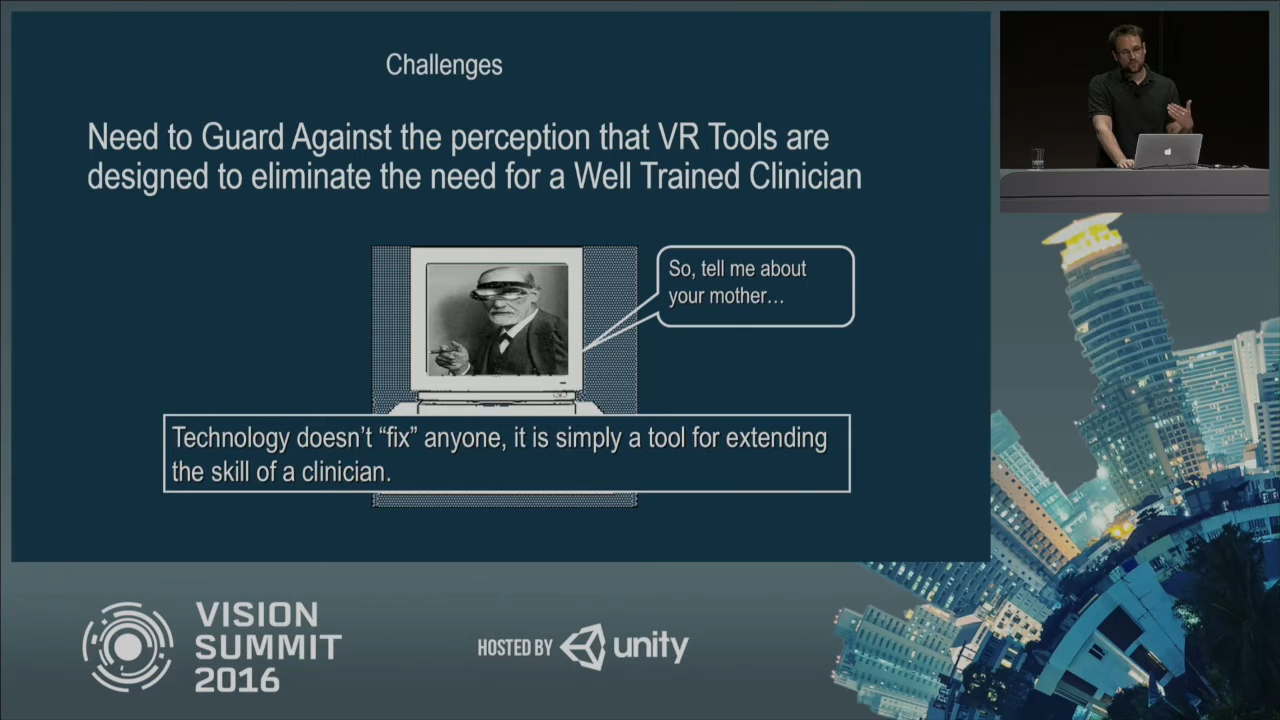 Challenges
Need to Guard Against the perception that VR Tools are
designed to eliminate the need for a Well Trained Clinician
So, tell me about
your mother…
Technology doesn’t “fix” anyone, it is simply a tool for extending
the skill of a clinician.
VISION
SUMMIT
2016
HOSTED BY unity